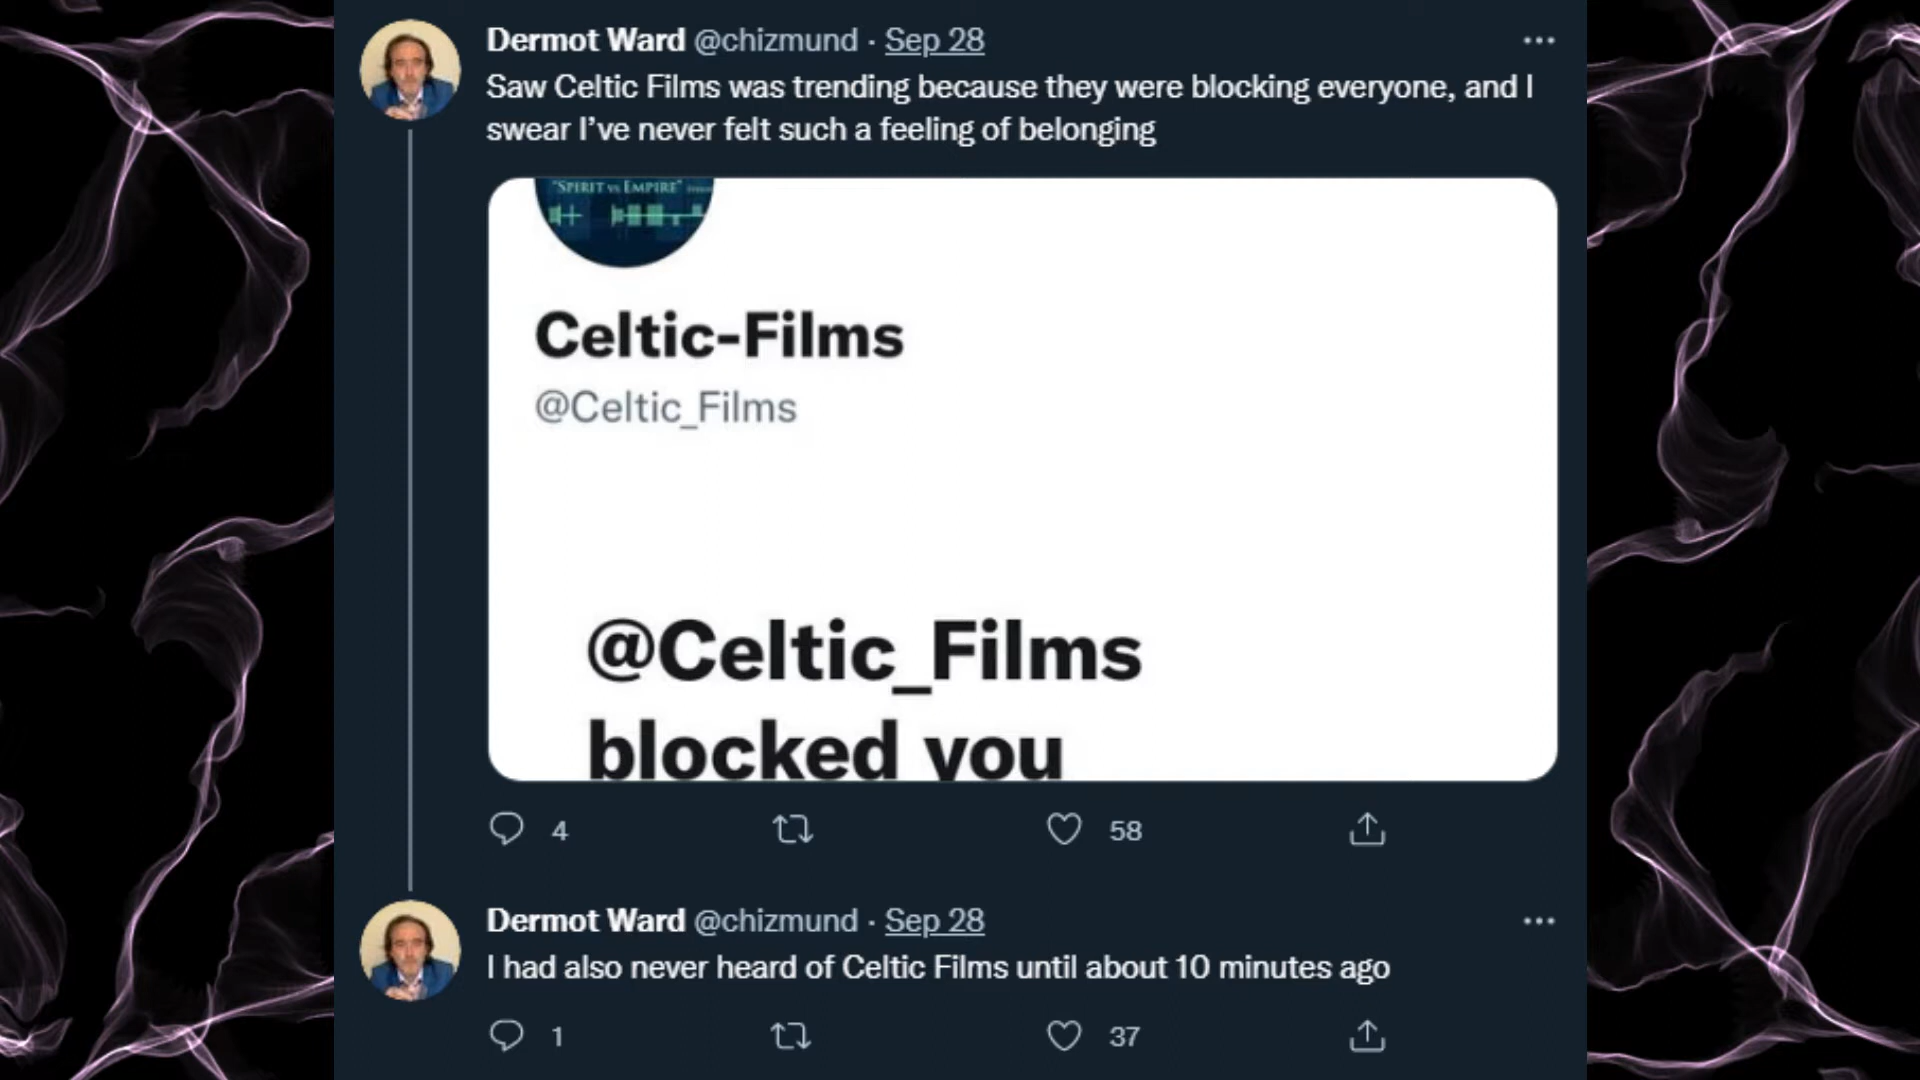 Dermot Ward @chizmund · Sep 28
Saw Celtic Films was trending because they were blocking everyone, and I
swear I’ve never felt such a feeling of belonging
"SPIRIT vs EMPIRE"
Celtic-Films
@Celtic_Films
@Celtic_Films
blocked you
4
58
Dermot Ward @chizmund · Sep 28
I had also never heard of Celtic Films until about 10 minutes ago
1
37